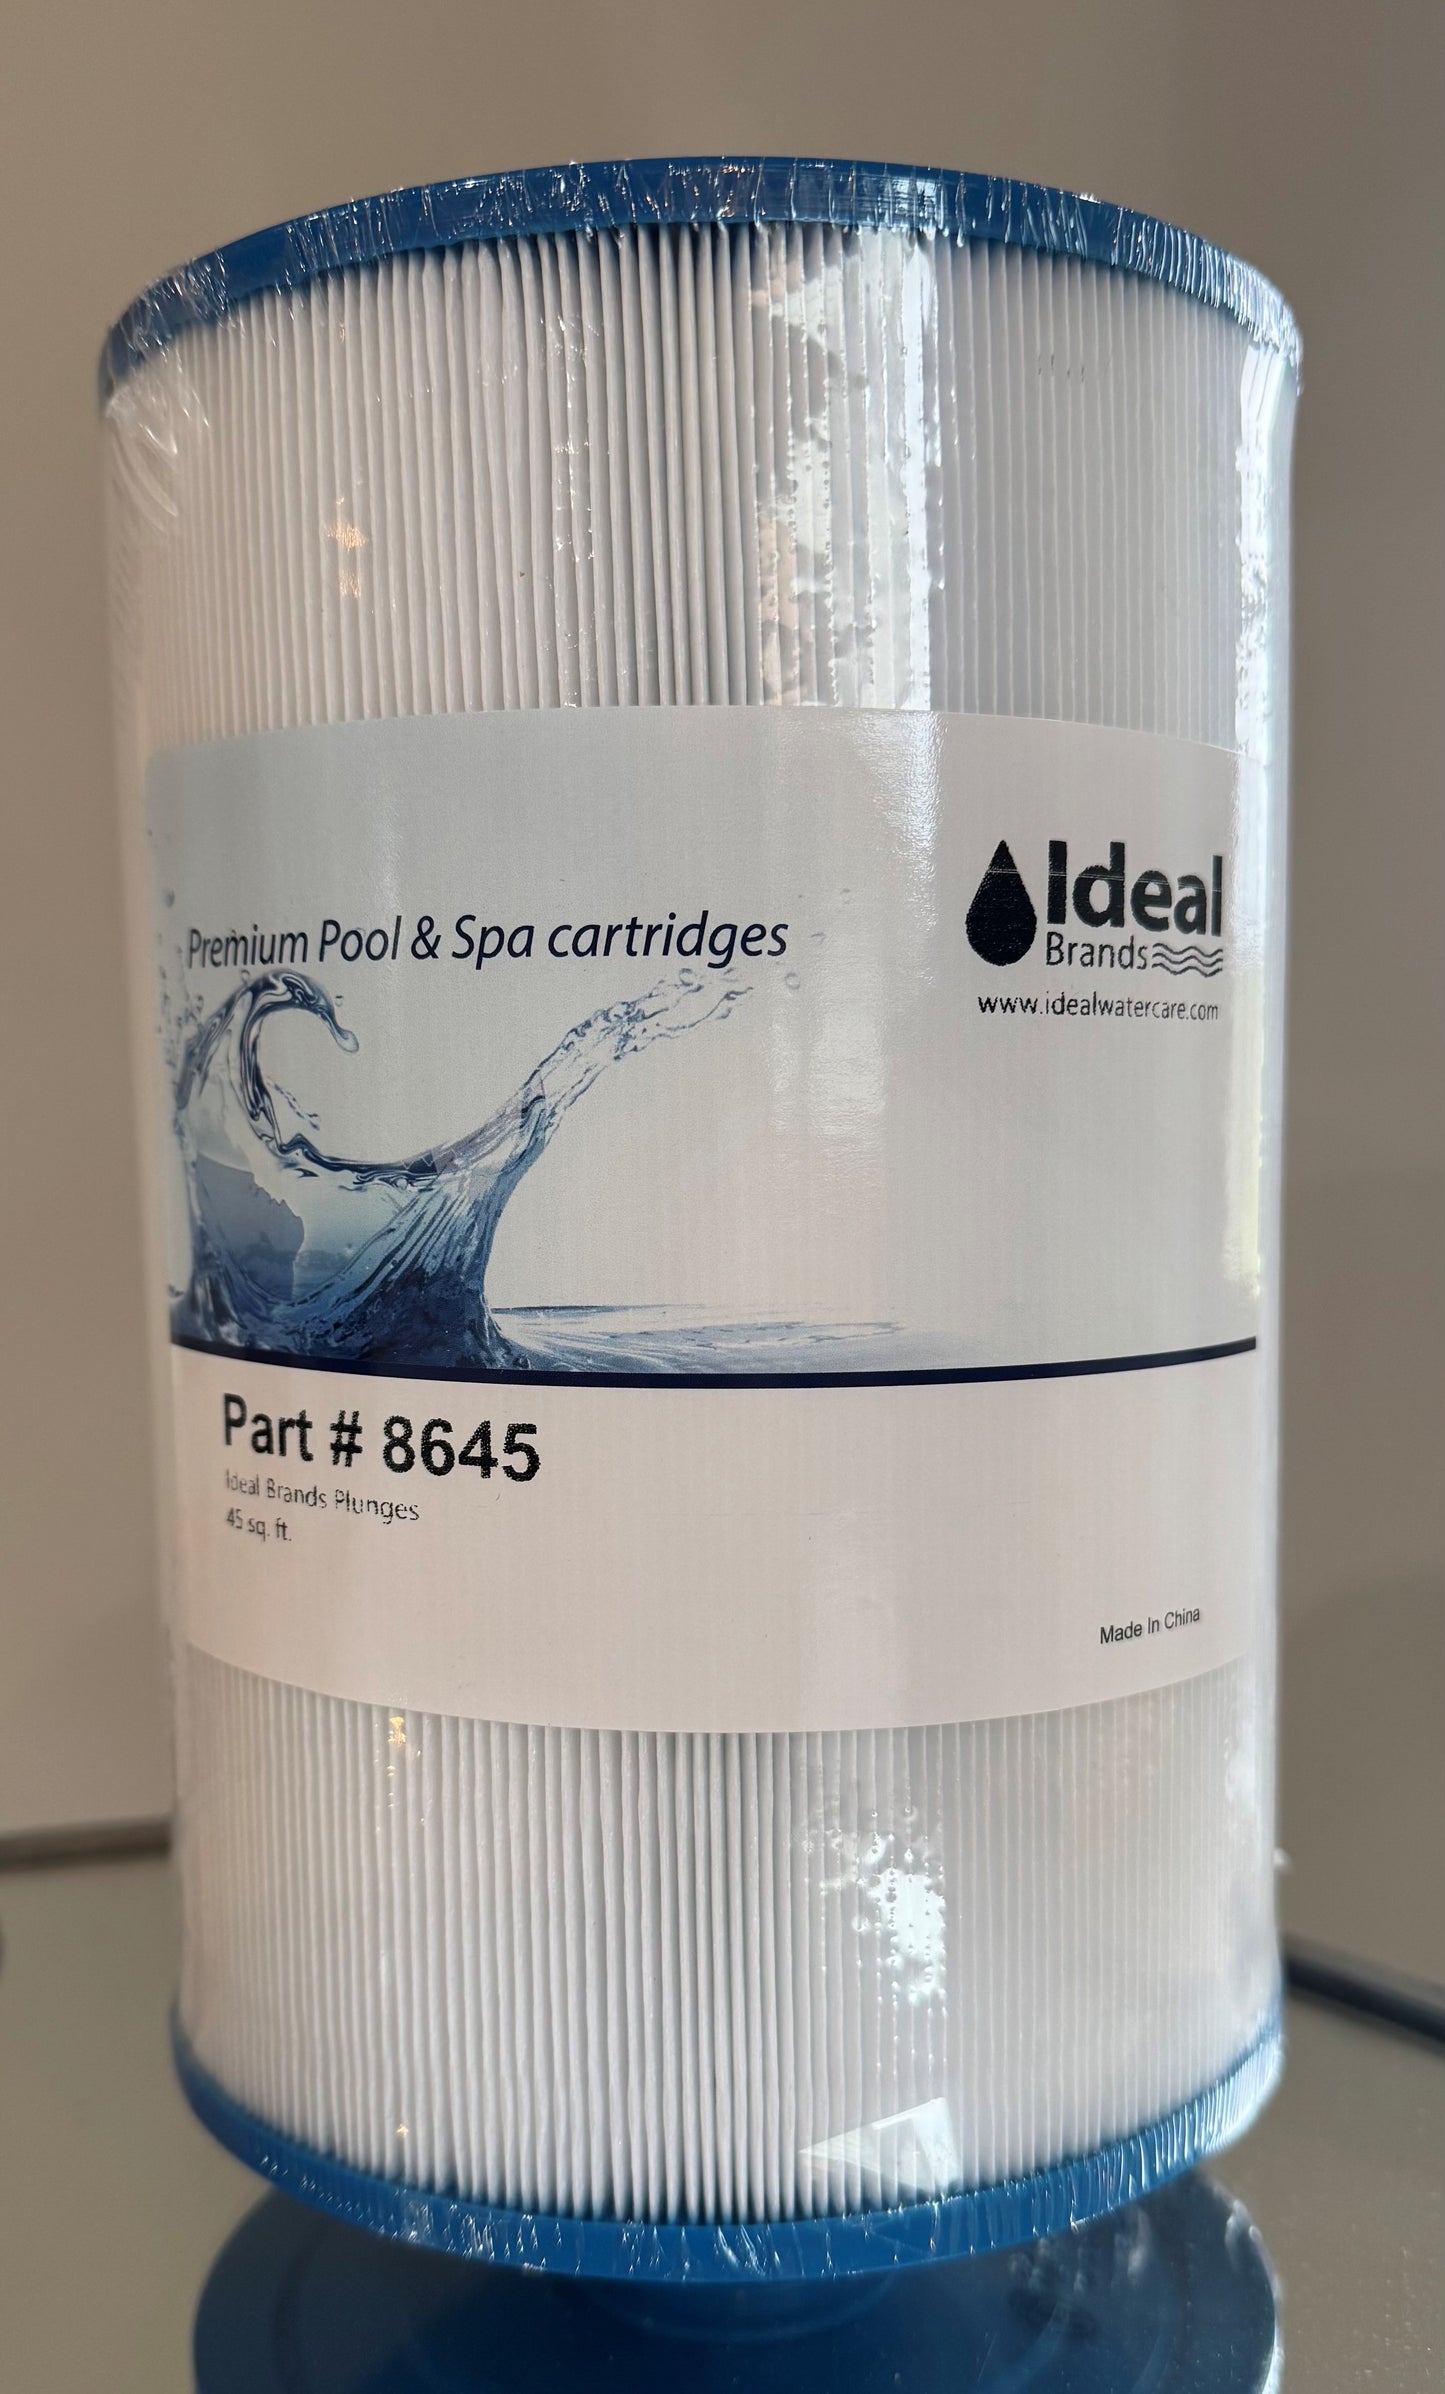 Premium Pool & Spa cartridges
Ideal
Brands
www.idealwatercare.com
Part # 8645
Ideal Brands Plunges
45 sq. ft.
Made In China